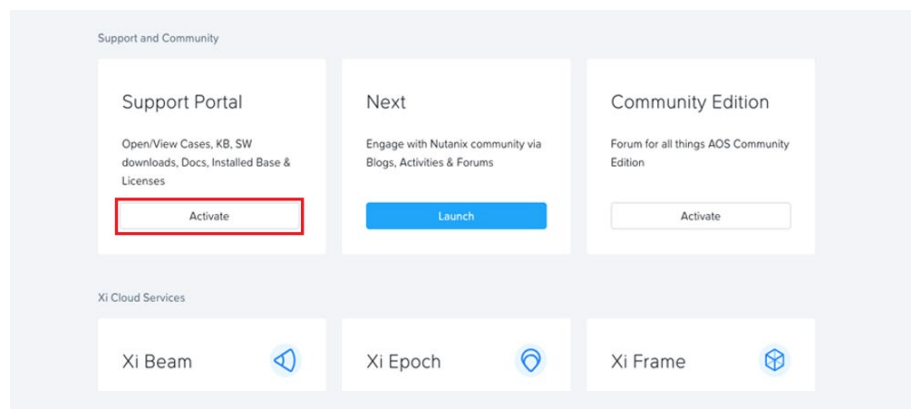 Support and Community
Support Portal
Open/View Cases, KB, SW
downloads, Docs, Installed Base &
Licenses
Activate
Next
Engage with Nutanix community via
Blogs, Activities & Forums
Launch
Community Edition
Forum for all things AOS Community
Edition
Activate
Xi Cloud Services
Xi Beam
Xi Epoch
Xi Frame